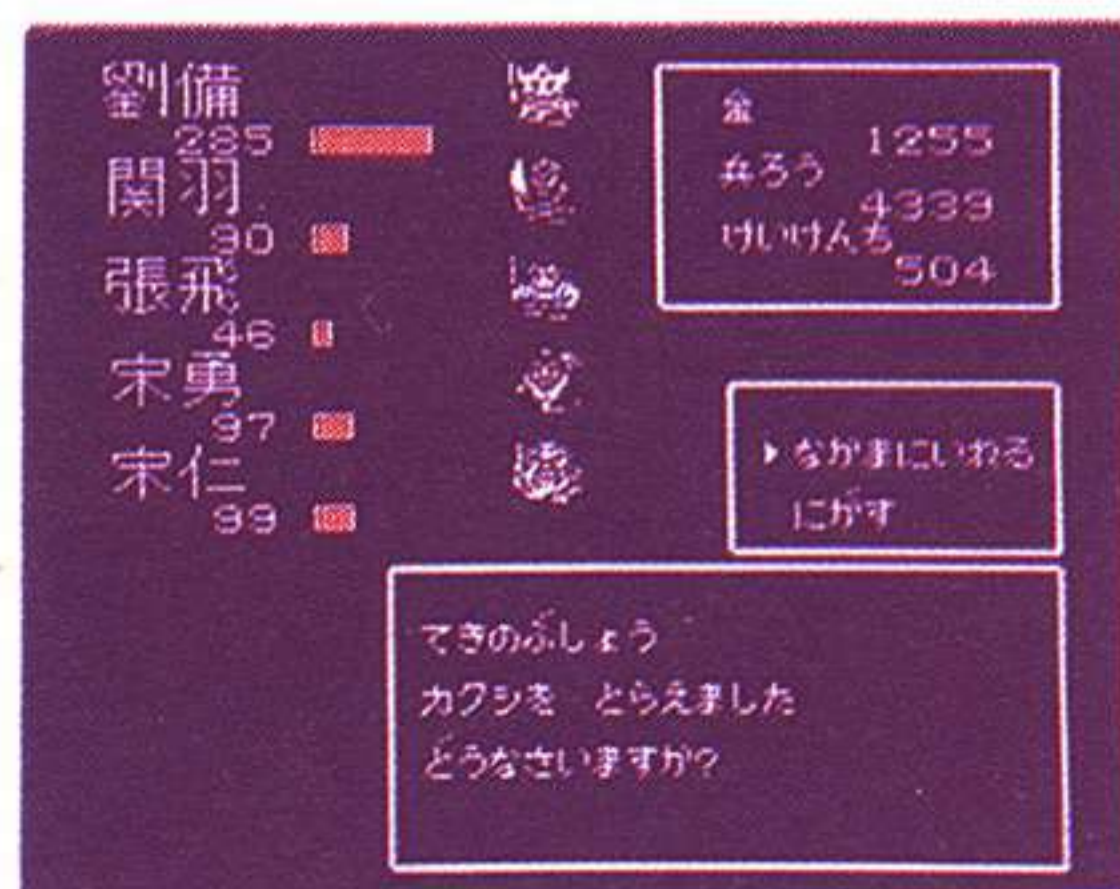 劉備
285
関羽
90
張飛
46
宋勇
97
宋仁
99
金
1255
兵ろう
4339
けいけんち
504
▶なかまにいれる
にがす
てきのぶしょう
カクシを とらえました
どうなさいますか?